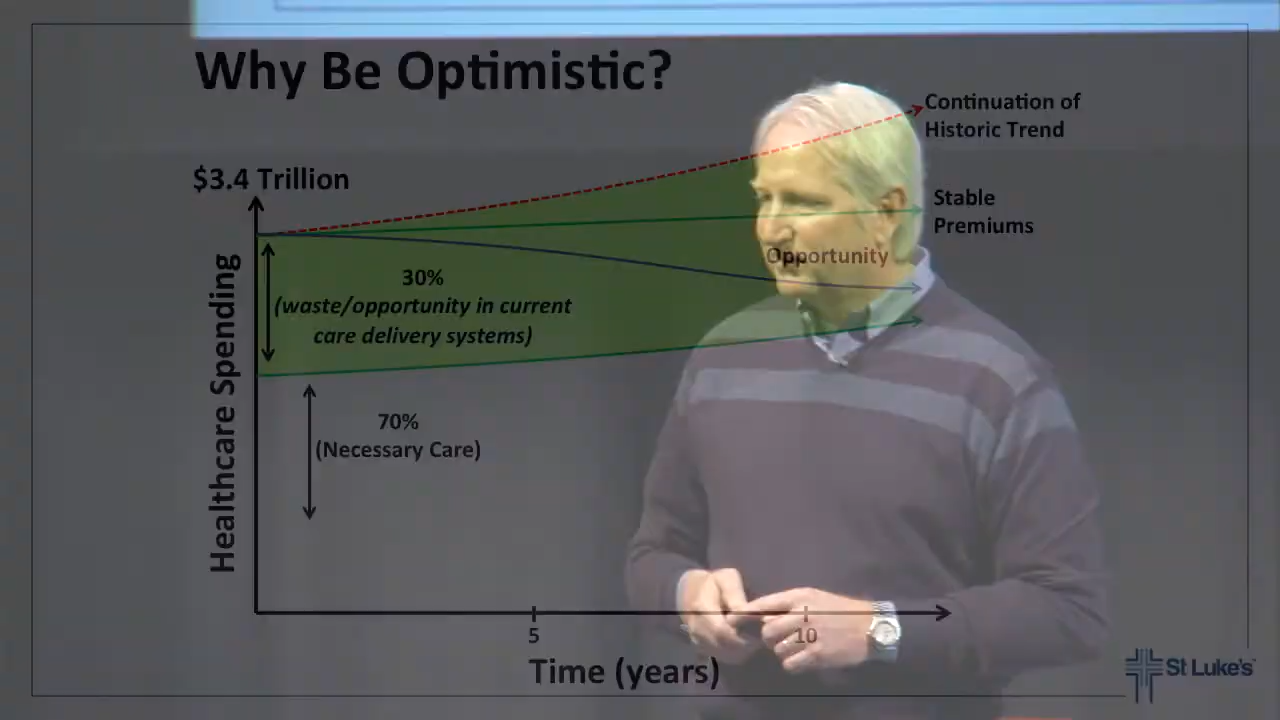 Why Be Optimistic?
Continuation of
Historic Trend
$3.4 Trillion
Stable
Premiums
Opportunity
30%
(waste/opportunity in current
care delivery systems)
Healthcare Spending
70%
(Necessary Care)
5
10
Time (years)
St Luke's